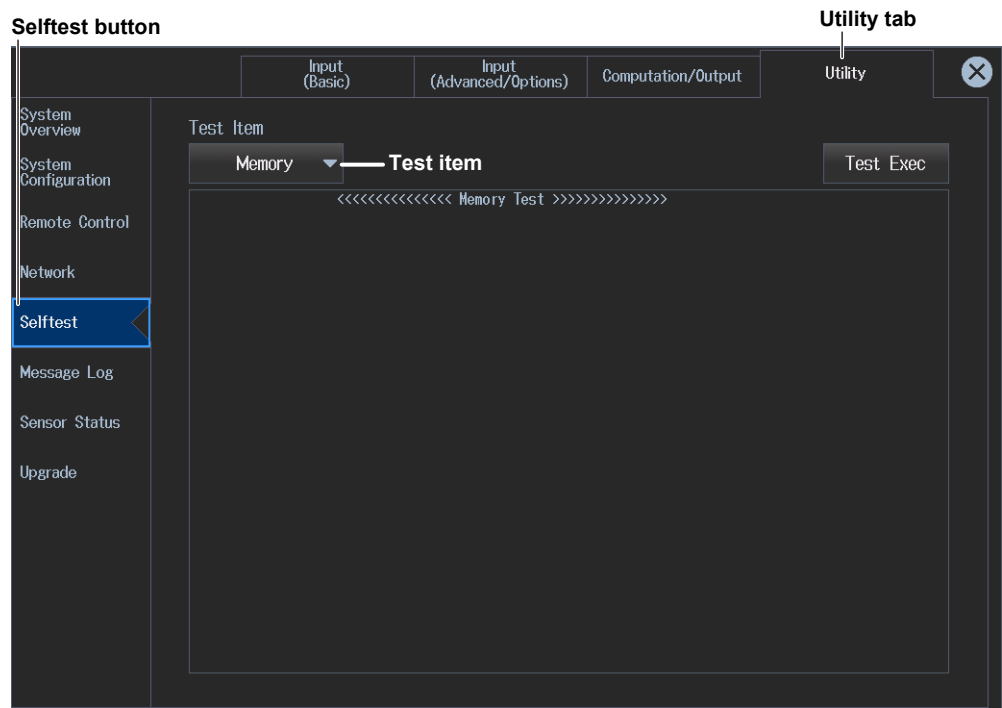 Selftest button
Utility tab
Input
(Basic)
Input
(Advanced/Options)
Computation/Output
Utility
System
Overview
System
Configuration
Remote Control
Network
Selftest
Message Log
Sensor Status
Upgrade
Test Item
Memory
Test item
Test Exec
<<<<<<<<<<<<<<< Memory Test >>>>>>>>>>>>>>>